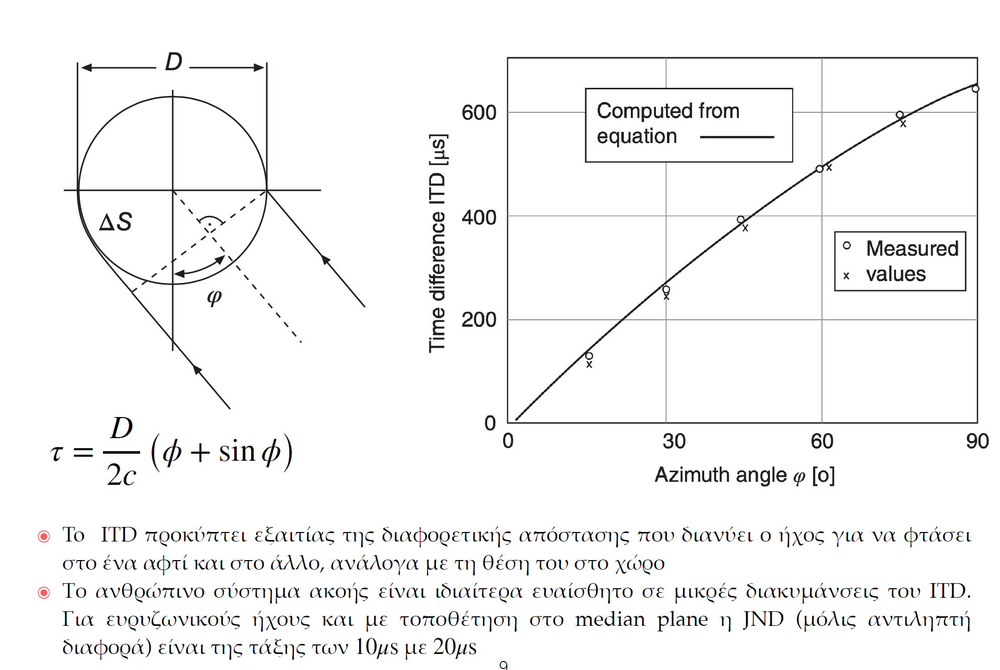 D
ΔS
φ
τ = D/2c (ϕ + sin ϕ)
Time difference ITD [μs]
600
400
200
0
Computed from
equation
Measured
values
0 30 60 90
Azimuth angle φ [o]
Το ITD προκύπτει εξαιτίας της διαφορετικής απόστασης που διανύει ο ήχος για να φτάσει
στο ένα αφτί και στο άλλο, ανάλογα με τη θέση του στο χώρο
Το ανθρώπινο σύστημα ακοής είναι ιδιαίτερα ευαίσθητο σε μικρές διακυμάνσεις του ITD.
Για ευρυζωνικούς ήχους και με τοποθέτηση στο median plane η JND (μόλις αντιληπτή
διαφορά) είναι της τάξης των 10μs με 20μs
9